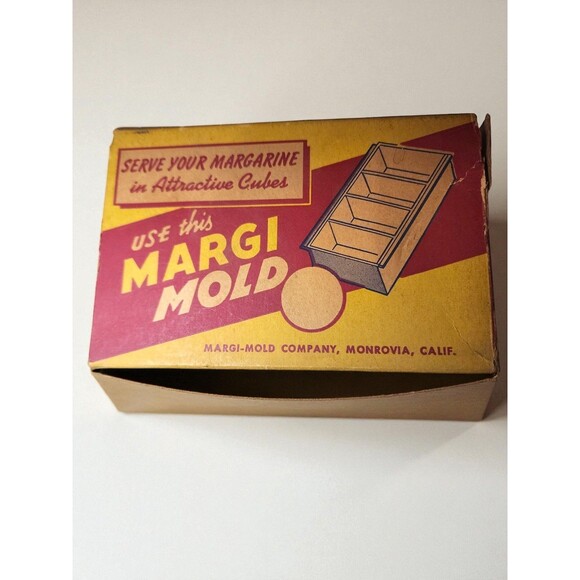 SERVE YOUR MARGARINE
in Attractive Cubes
USE this
MARGI
MOLD
MARGI-MOLD COMPANY, MONROVIA, CALIF.